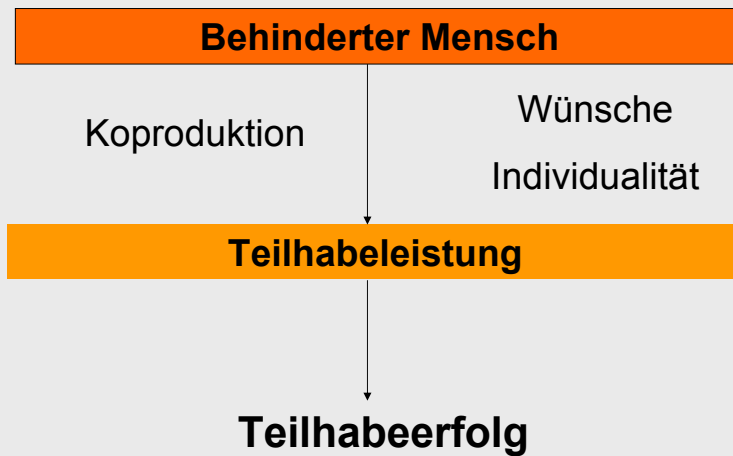 Behinderter Mensch
Koproduktion
Wünsche
Individualität
Teilhabeleistung
Teilhabeerfolg